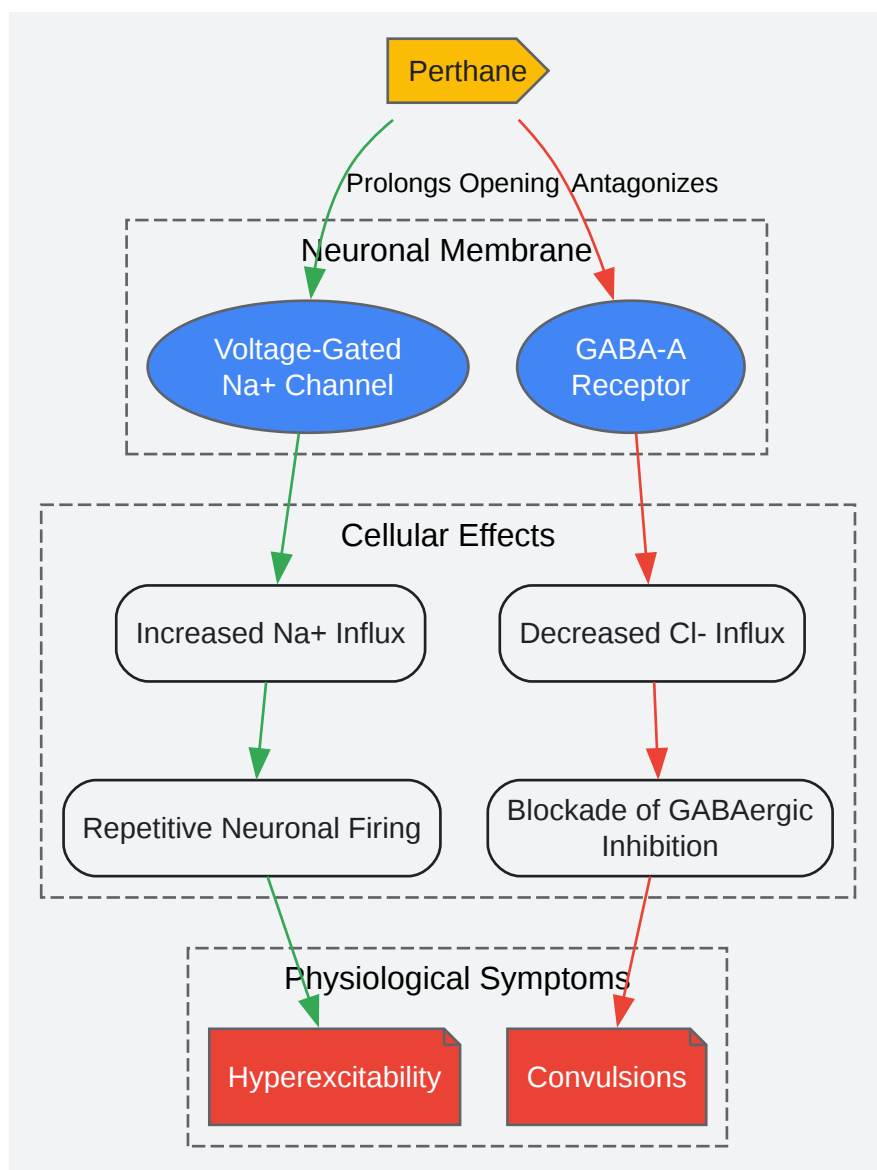 Perthane
Prolongs Opening
Antagonizes
Neuronal Membrane
Voltage-Gated
Na+ Channel
GABA-A
Receptor
Cellular Effects
Increased Na+ Influx
Decreased Cl- Influx
Repetitive Neuronal Firing
Blockade of GABAergic
Inhibition
Physiological Symptoms
Hyperexcitability
Convulsions